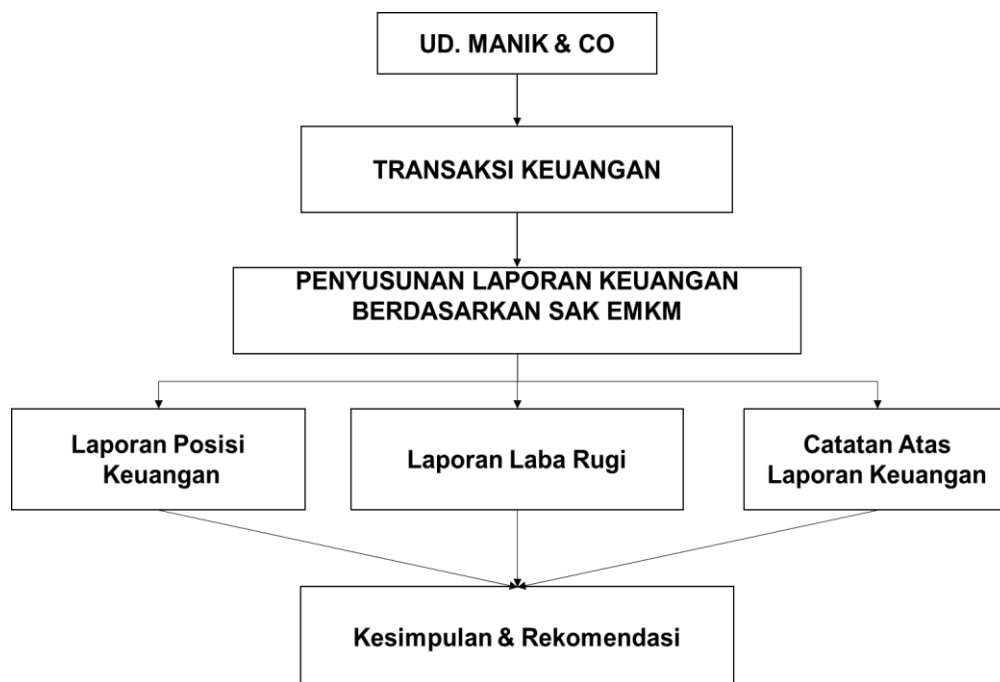 UD. MANIK & CO
TRANSAKSI KEUANGAN
PENYUSUNAN LAPORAN KEUANGAN
BERDASARKAN SAK EMKM
Laporan Posisi
Keuangan
Laporan Laba Rugi
Catatan Atas
Laporan Keuangan
Kesimpulan & Rekomendasi